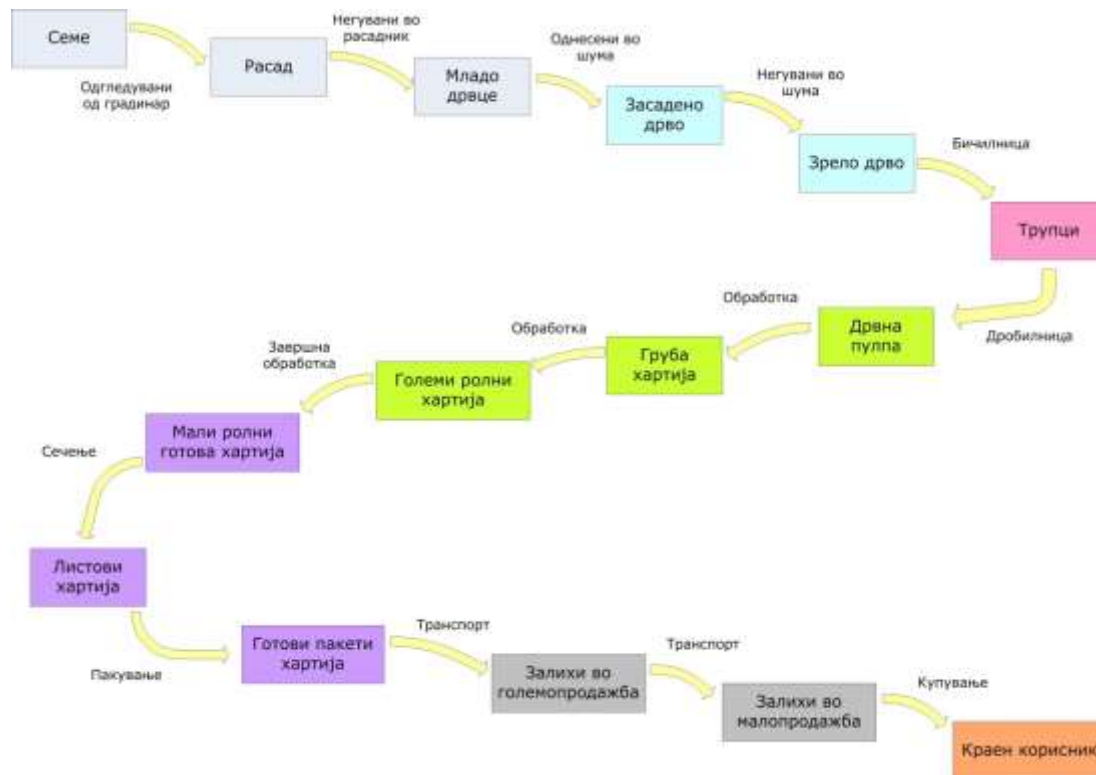 Семе
Одгледувани
од градинар
Расад
Негувани во
расадник
Младо
дрвце
Однесени во
шума
Засадено
дрво
Негувани во
шума
Зрело дрво
Бичилница
Трупци
Дробилница
Дрвна
пулпа
Обработка
Груба
хартија
Обработка
Големи ролни
хартија
Завршна
обработка
Мали ролни
готова хартија
Сечење
Листови
хартија
Пакување
Готови пакети
хартија
Транспорт
Залихи во
големопродажба
Транспорт
Залихи во
малопродажба
Купување
Краен корисник